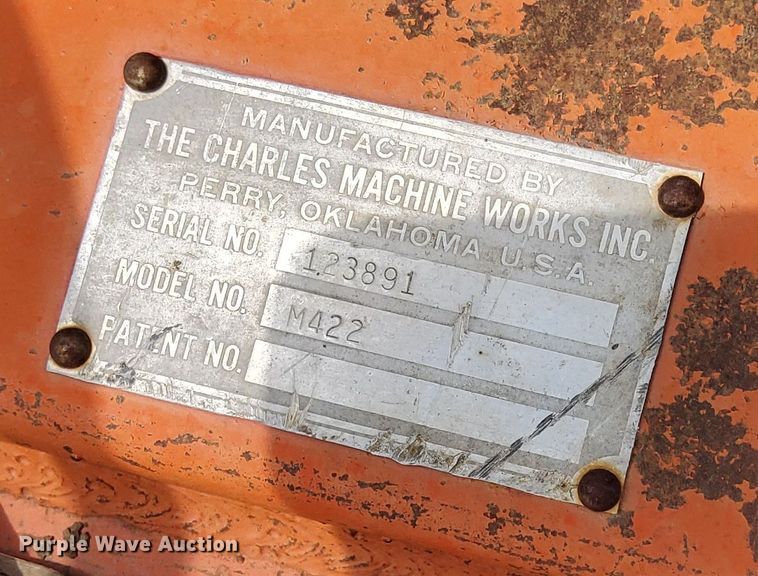 MANUFACTURED BY
THE CHARLES MACHINE WORKS INC.
PERRY, OKLAHOMA U.S.A.
SERIAL NO. 123891
MODEL NO. M422
PATENT NO.
Purple Wave Auction